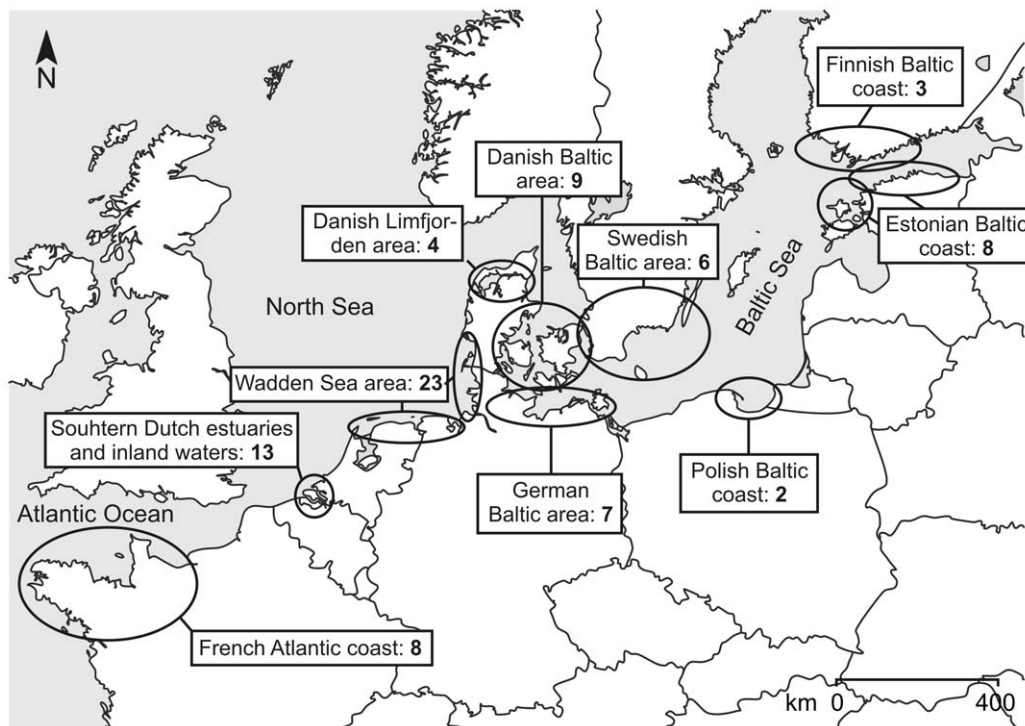 N
Finnish Baltic
coast: 3
Danish Baltic
area: 9
Danish Limfjor-
den area: 4
Swedish
Baltic area: 6
Estonian Baltic
coast: 8
North Sea
Baltic Sea
Wadden Sea area: 23
Souhtern Dutch estuaries
and inland waters: 13
German
Baltic area: 7
Polish Baltic
coast: 2
Atlantic Ocean
French Atlantic coast: 8
km 0 400